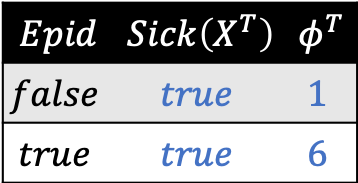 Epid Sick(X^T) ϕ^T
false true 1
true true 6